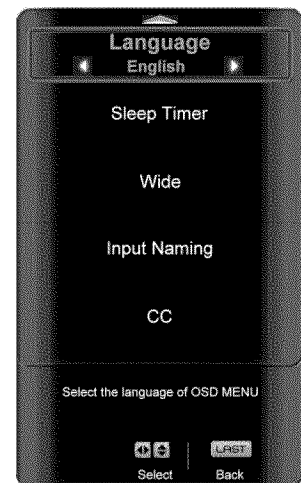 Language
English
Sleep Timer
Wide
Input Naming
CC
Select the language of OSD MENU
LAST
Select Back